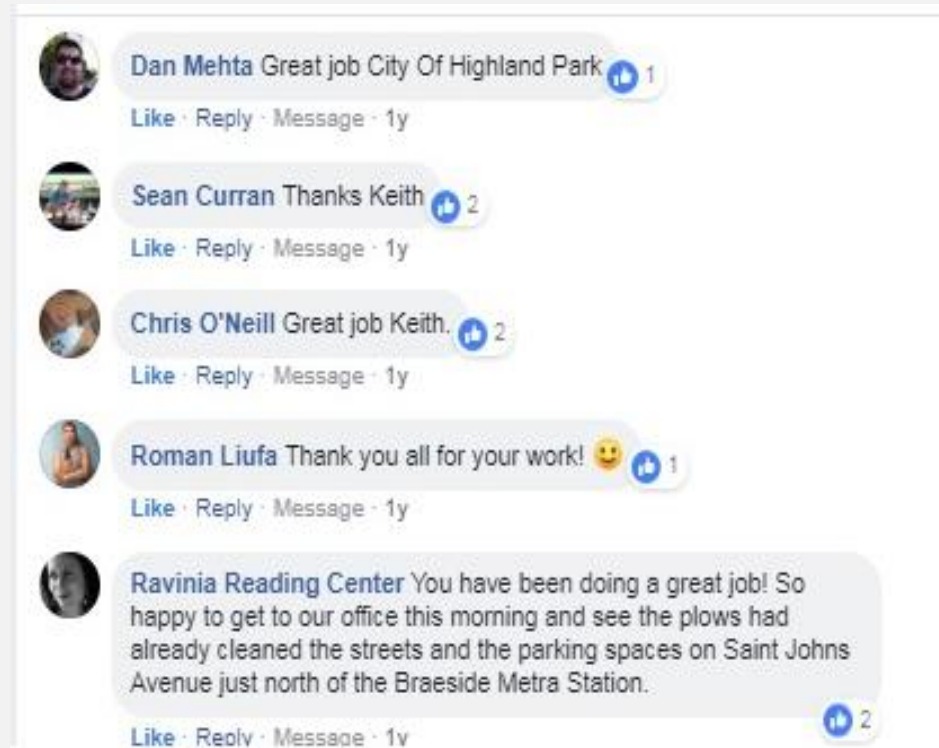 Dan Mehta Great job City Of Highland Park 1
Like · Reply · Message · 1y
Sean Curran Thanks Keith 2
Like · Reply · Message · 1y
Chris O'Neill Great job Keith. 2
Like · Reply · Message · 1y
Roman Liufa Thank you all for your work! 🙂 1
Like · Reply · Message · 1y
Ravinia Reading Center You have been doing a great job! So
happy to get to our office this morning and see the plows had
already cleaned the streets and the parking spaces on Saint Johns
Avenue just north of the Braeside Metra Station.
2
Like · Reply · Message · 1y